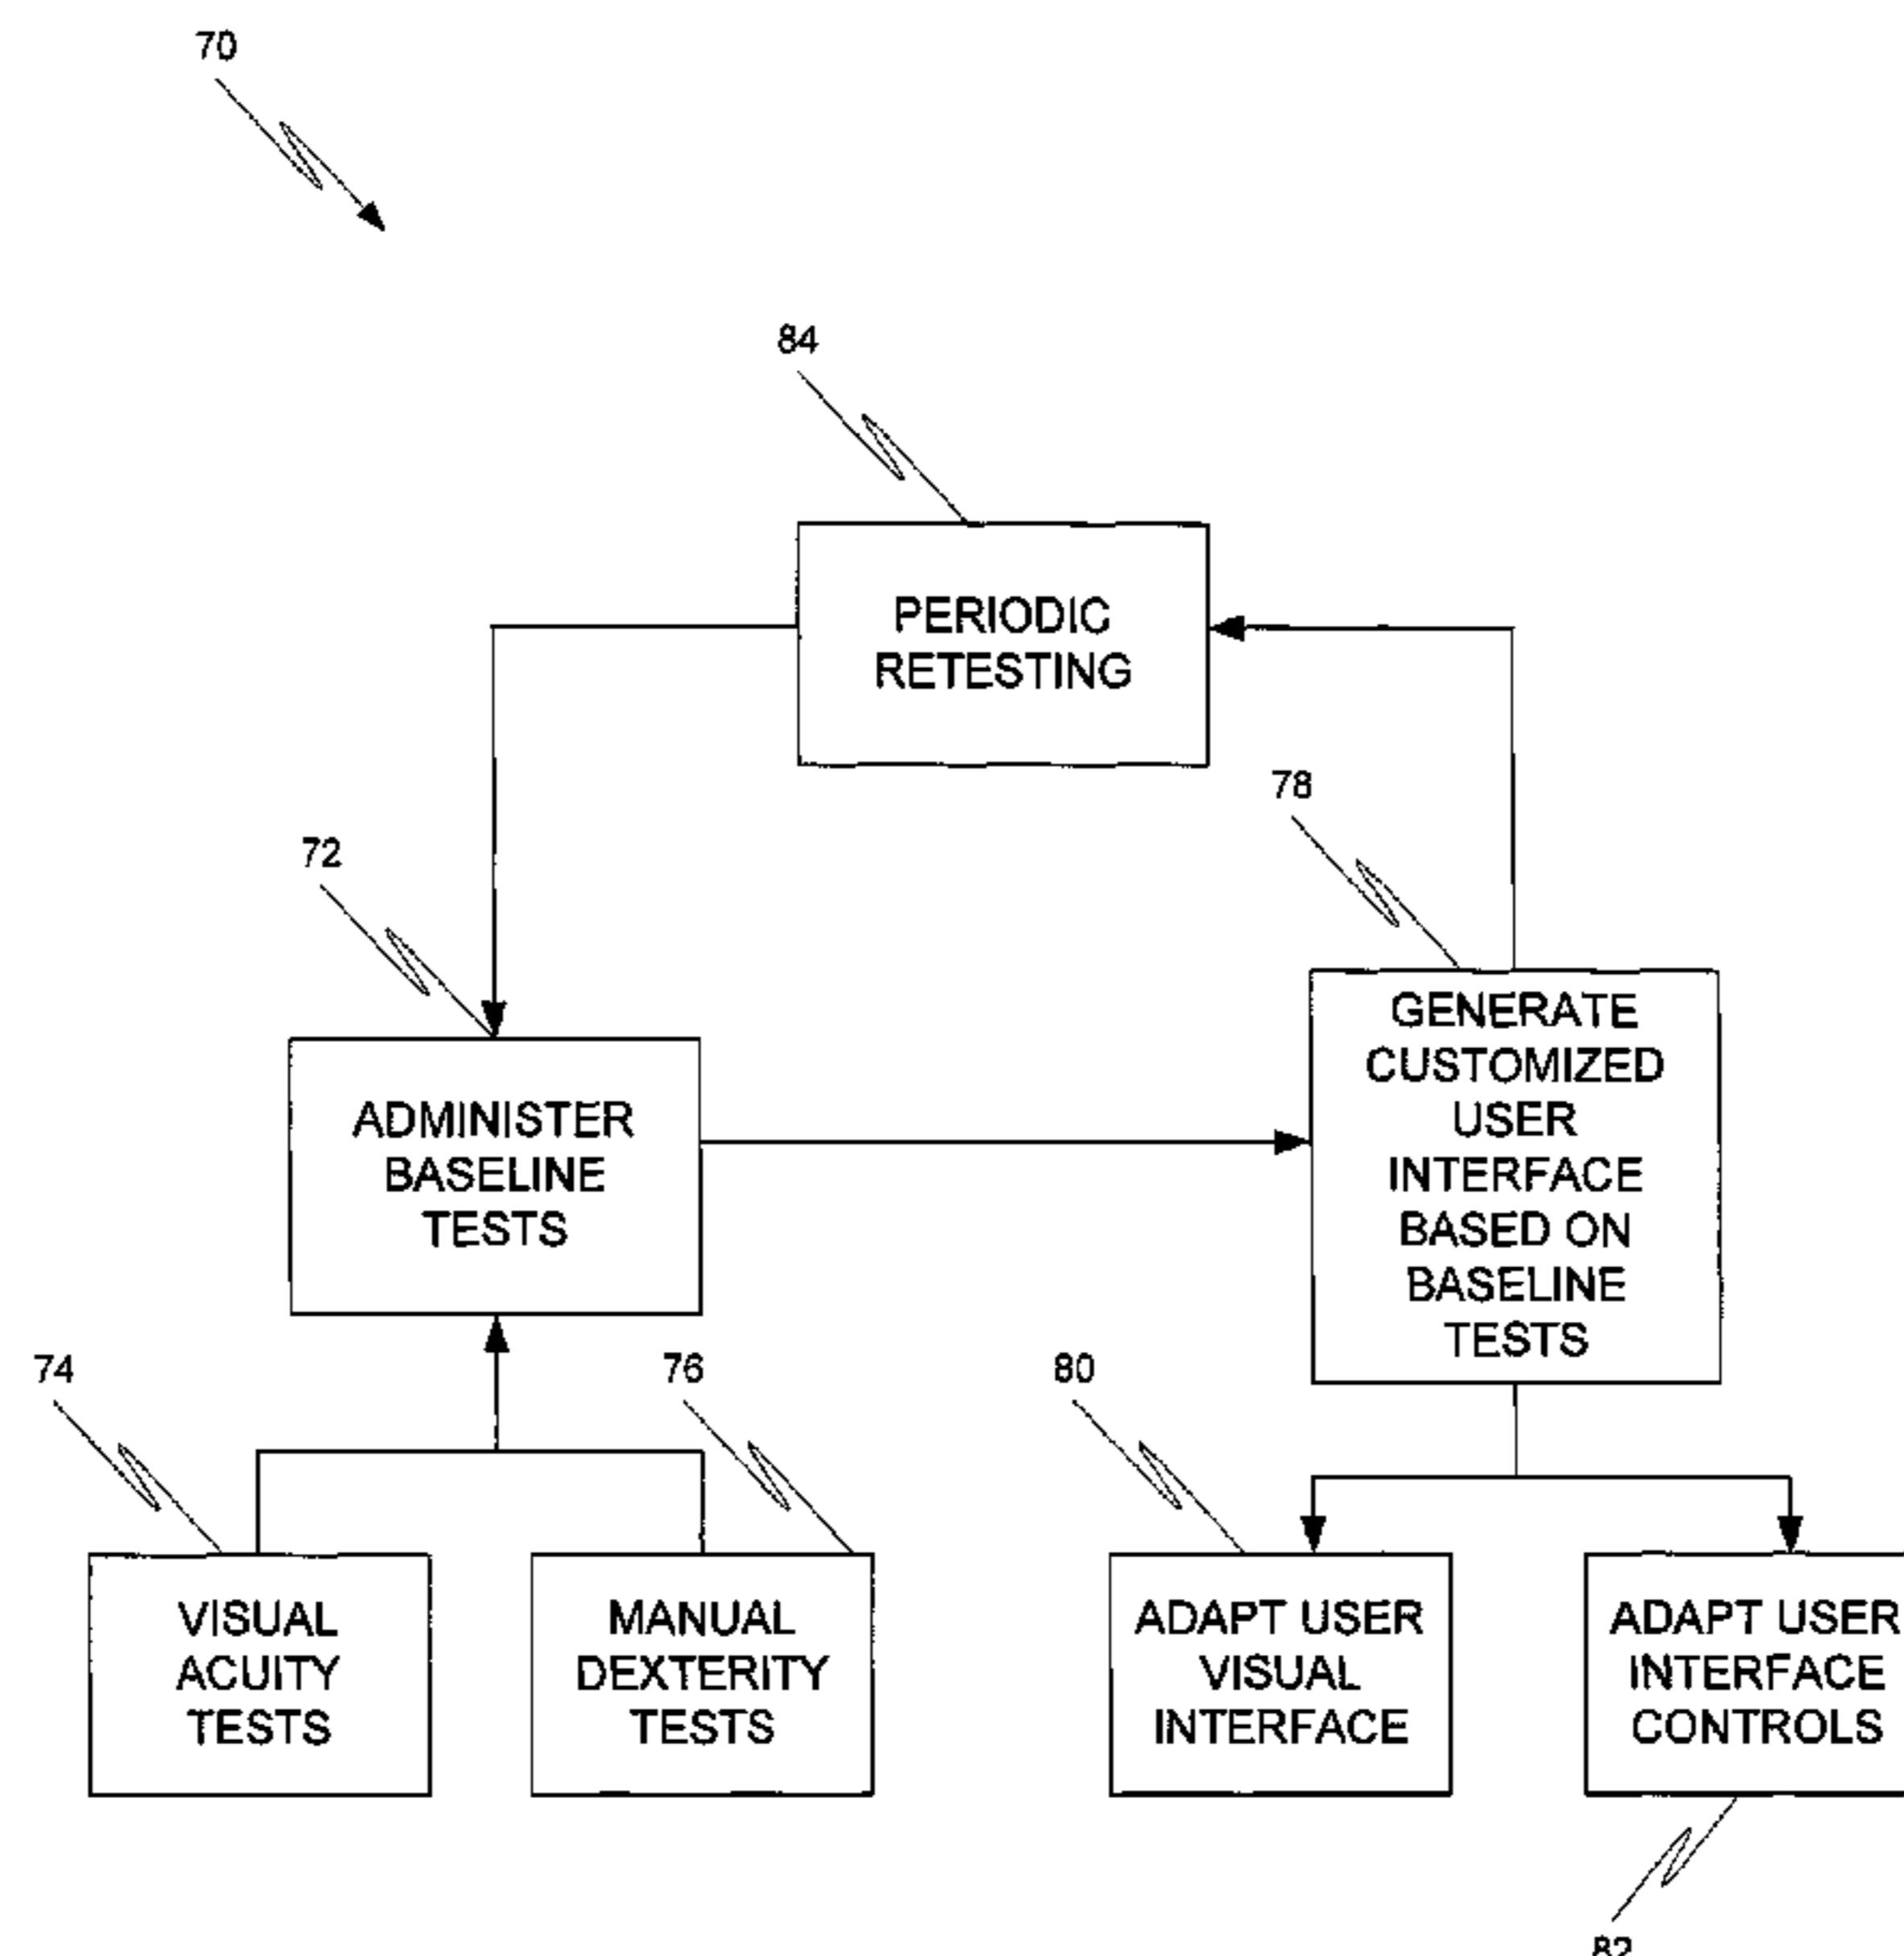 70
84
PERIODIC
RETESTING
78
72
GENERATE
CUSTOMIZED
USER
INTERFACE
BASED ON
BASELINE
TESTS
ADMINISTER
BASELINE
TESTS
74
76
80
VISUAL
ACUITY
TESTS
MANUAL
DEXTERITY
TESTS
ADAPT USER
VISUAL
INTERFACE
ADAPT USER
INTERFACE
CONTROLS
82